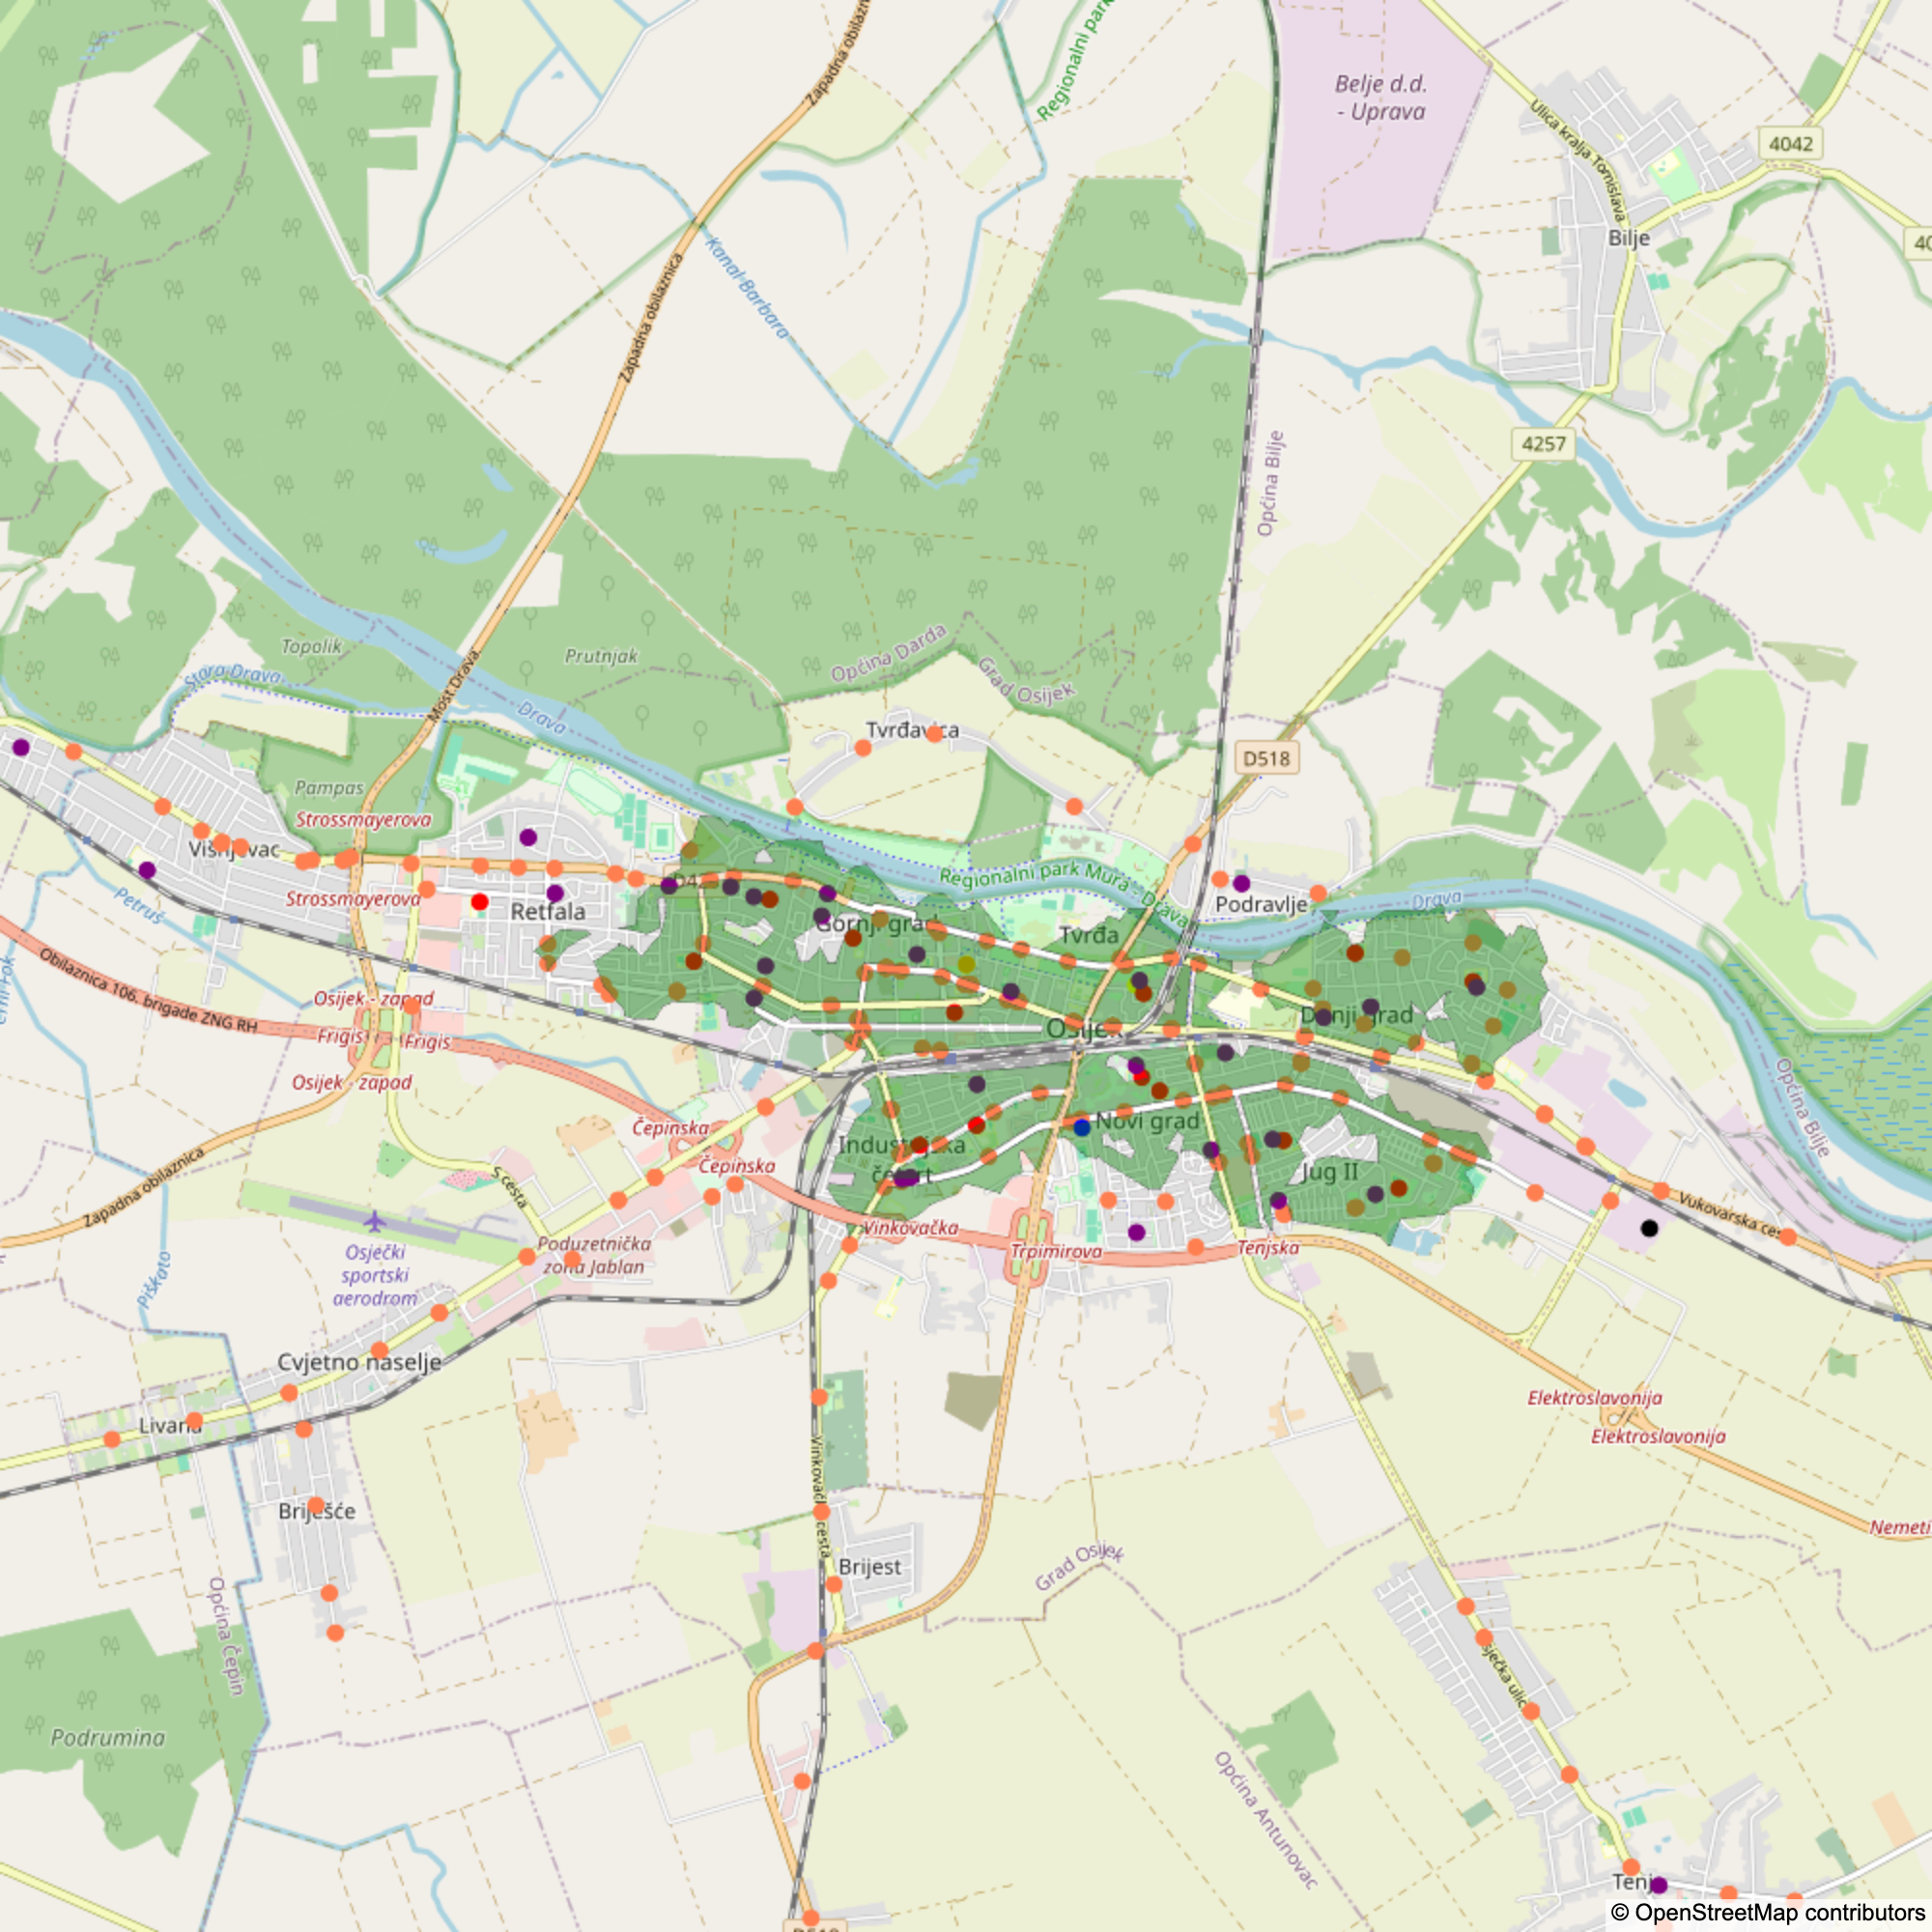 Zapadna obilaznica
Regionalni park
Belje d.d.
- Uprava
Ulica kralja Tomislava
4042
Bilje
Kanal Barbara
Zapadna obilaznica
4257
Općina Bilje
Topolik
Prutnjak
Općina Darda
Grad Osijek
Stara Drava
Most Drava
Drava
Tvrđavica
D518
Pampas
Strossmayerova
Višnjevac
Regionalni park Mura - Drava
Drava
Petruš
Strossmayerova
Retfala
Gornji grad
Tvrđa
Podravlje
Obilaznica 106. brigade ZNG RH
Osijek - zapad
Frigis
Frigis
Osijek
Donji grad
Osijek - zapad
Općina Bilje
Čepinska
Čepinska
Industrijska
četvrt
Novi grad
Jug II
Zapadna obilaznica
S cesta
Vinkovačka
Trpimirova
Tenjska
Vukovarska ces
Osječki
sportski
aerodrom
Poduzetnička
zona Jablan
Piškato
Cvjetno naselje
Livana
Elektroslavonija
Elektroslavonija
Vinkovačka cesta
Briješće
Nemeti
Brijest
Grad Osijek
Općina Čepin
Podrumina
Općina Antunovac
D518
© OpenStreetMap contributors